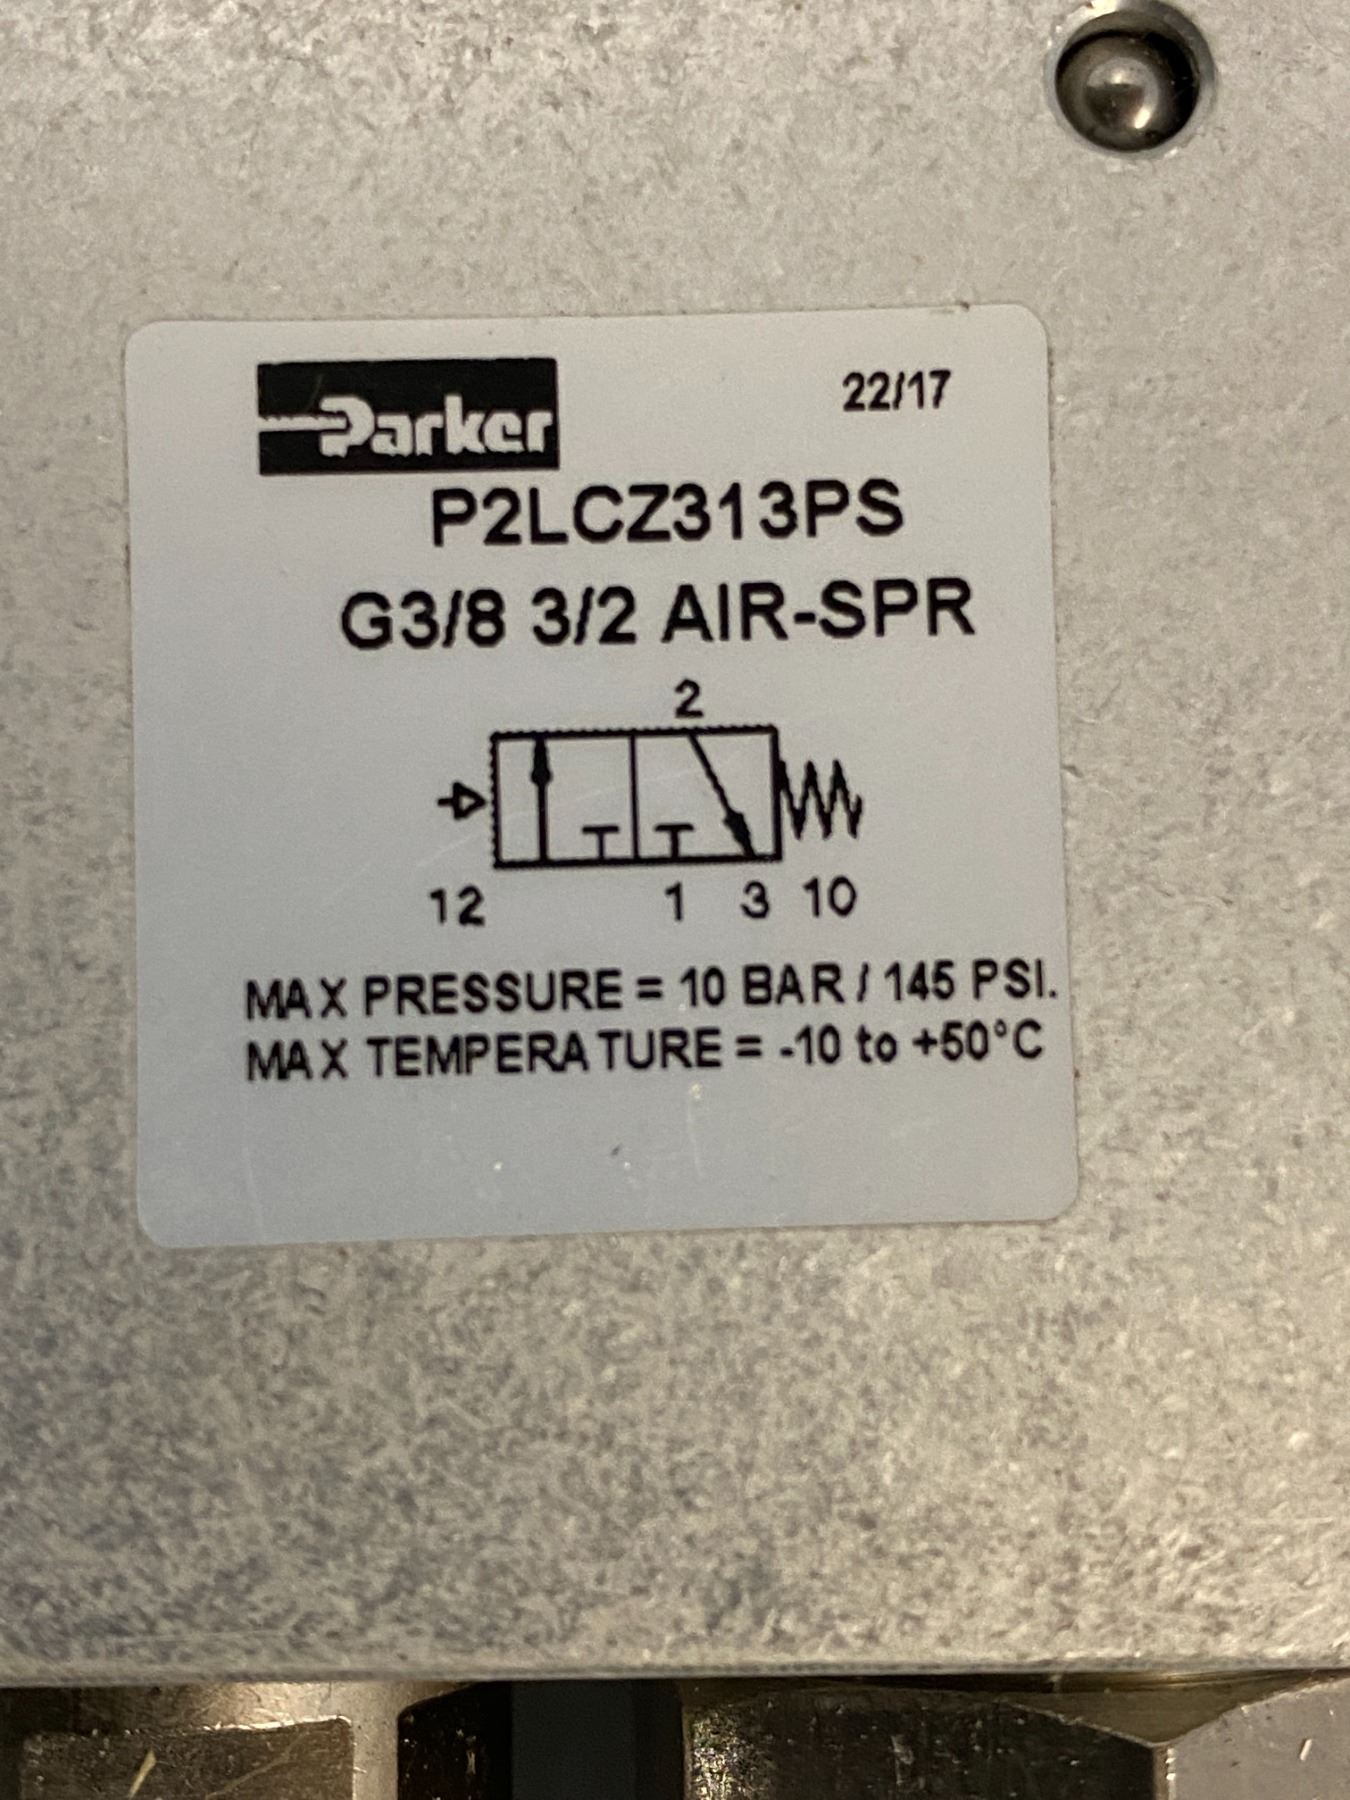 Parker 22/17
P2LCZ313PS
G3/8 3/2 AIR-SPR
2
12 1 3 10
MAX PRESSURE = 10 BAR / 145 PSI.
MAX TEMPERATURE = -10 to +50°C